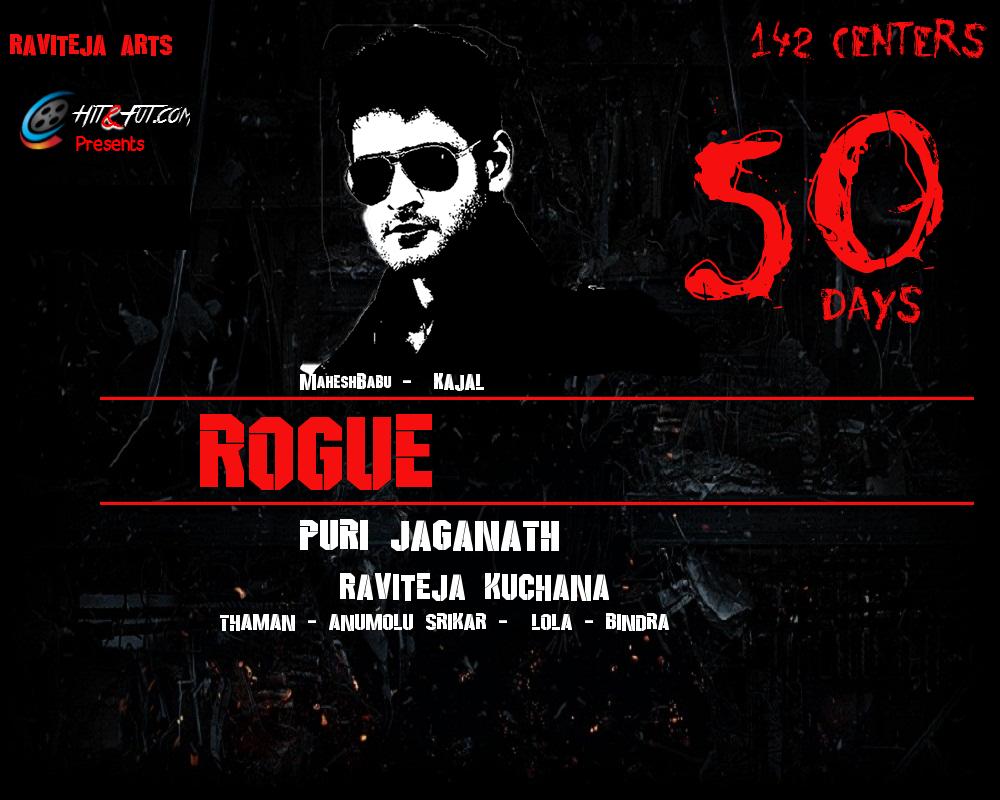 RAVITEJA ARTS
142 CENTERS
HIT&FUT.COM
Presents
50
DAYS
MAHESHBABU - KAJAL
ROGUE
PURI JAGANATH
RAVITEJA KUCHANA
THAMAN - ANUMOLU SRIKAR - LOLA - BINDRA